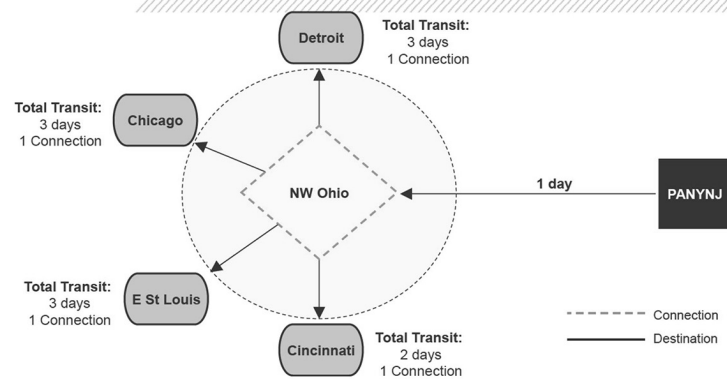 Detroit
Total Transit:
3 days
1 Connection
Total Transit:
3 days
1 Connection
Chicago
NW Ohio
1 day
PANYNJ
Total Transit:
3 days
1 Connection
E St Louis
Cincinnati
Total Transit:
2 days
1 Connection
Connection
Destination